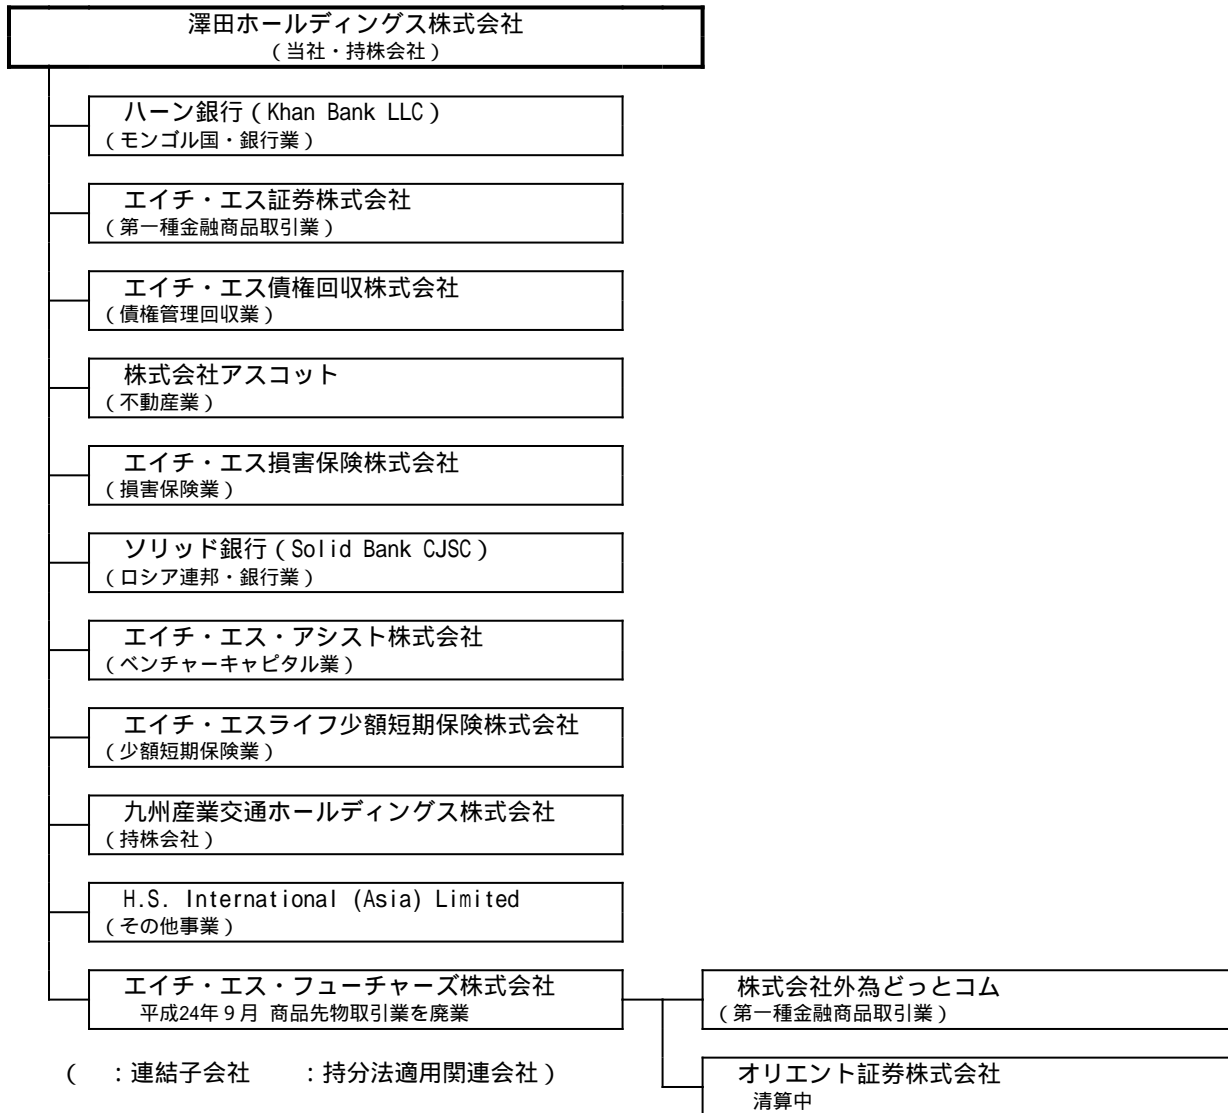 澤田ホールディングス株式会社
(当社・持株会社)
ハーン銀行(Khan Bank LLC)
(モンゴル国・銀行業)
エイチ・エス証券株式会社
(第一種金融商品取引業)
エイチ・エス債権回収株式会社
(債権管理回収業)
株式会社アスコット
(不動産業)
エイチ・エス損害保険株式会社
(損害保険業)
ソリッド銀行(Solid Bank CJSC)
(ロシア連邦・銀行業)
エイチ・エス・アシスト株式会社
(ベンチャーキャピタル業)
エイチ・エスライフ少額短期保険株式会社
(少額短期保険業)
九州産業交通ホールディングス株式会社
(持株会社)
H.S. International (Asia) Limited
(その他事業)
エイチ・エス・フューチャーズ株式会社
平成24年9月 商品先物取引業を廃業
株式会社外為どっとコム
(第一種金融商品取引業)
オリエント証券株式会社
清算中
( :連結子会社 :持分法適用関連会社)